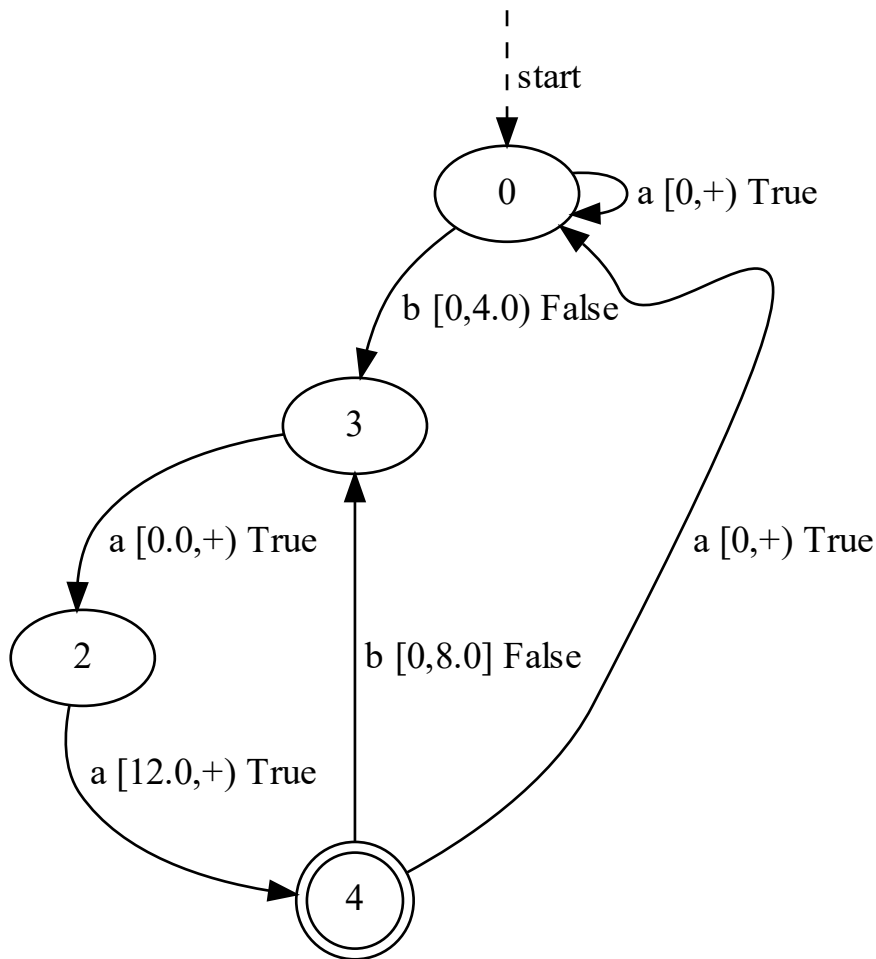 start
0
a [0,+) True
b [0,4.0) False
3
a [0.0,+) True
a [0,+) True
2
b [0,8.0] False
a [12.0,+) True
4